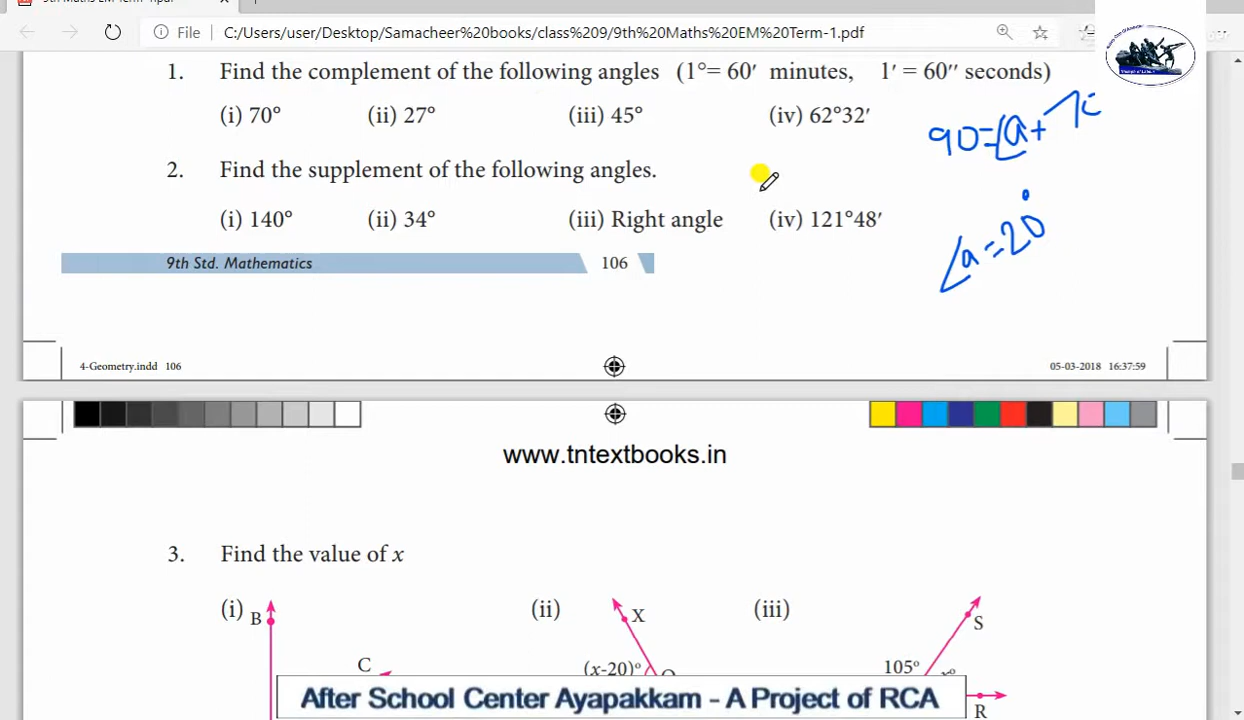 File C:/Users/user/Desktop/Samacheer%20books/class%209/9th%20Maths%20EM%20Term-1.pdf
1. Find the complement of the following angles (1°= 60′ minutes, 1′ = 60′′ seconds)
(i) 70° (ii) 27° (iii) 45° (iv) 62°32′
90=∠a+
2. Find the supplement of the following angles.
(i) 140° (ii) 34° (iii) Right angle (iv) 121°48′
∠a=20°
9th Std. Mathematics 106
4-Geometry.indd 106 05-03-2018 16:37:59
www.tntextbooks.in
3. Find the value of x
(i) B (ii) X (iii) S
C (x-20)° 105°
After School Center Ayapakkam - A Project of RCA
R